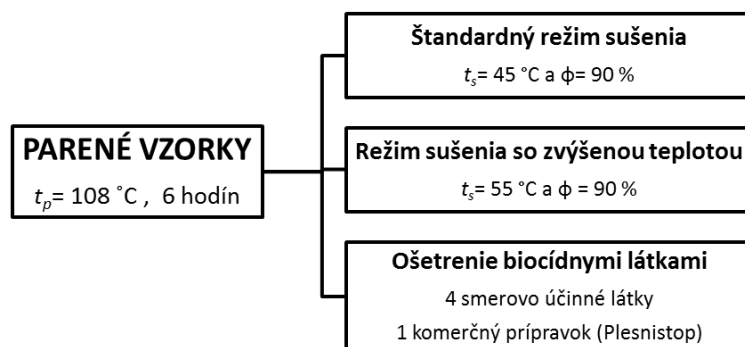 PARENÉ VZORKY
tp= 108 ˚C , 6 hodín
Štandardný režim sušenia
ts= 45 ˚C a ϕ= 90 %
Režim sušenia so zvýšenou teplotou
ts= 55 ˚C a ϕ = 90 %
Ošetrenie biocídnymi látkami
4 smerovo účinné látky
1 komerčný prípravok (Plesnistop)